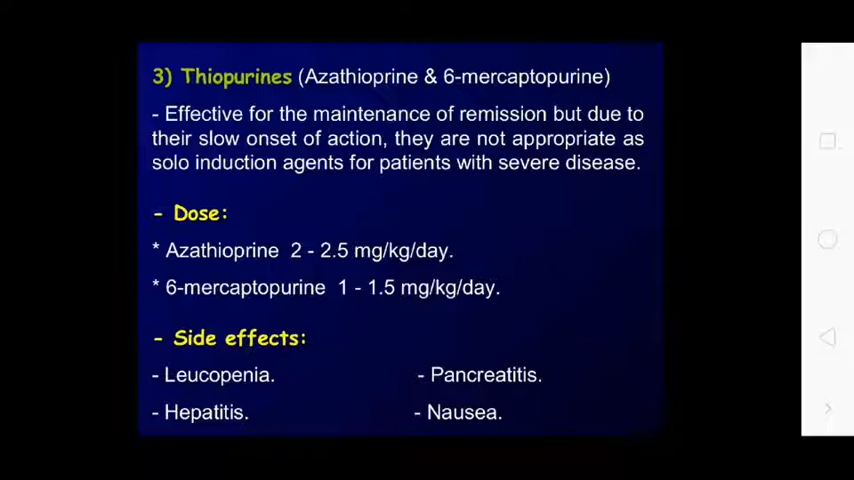 3) Thiopurines (Azathioprine & 6-mercaptopurine)
- Effective for the maintenance of remission but due to
their slow onset of action, they are not appropriate as
solo induction agents for patients with severe disease.
- Dose:
* Azathioprine 2 - 2.5 mg/kg/day.
* 6-mercaptopurine 1 - 1.5 mg/kg/day.
- Side effects:
- Leucopenia. - Pancreatitis.
- Hepatitis. - Nausea.